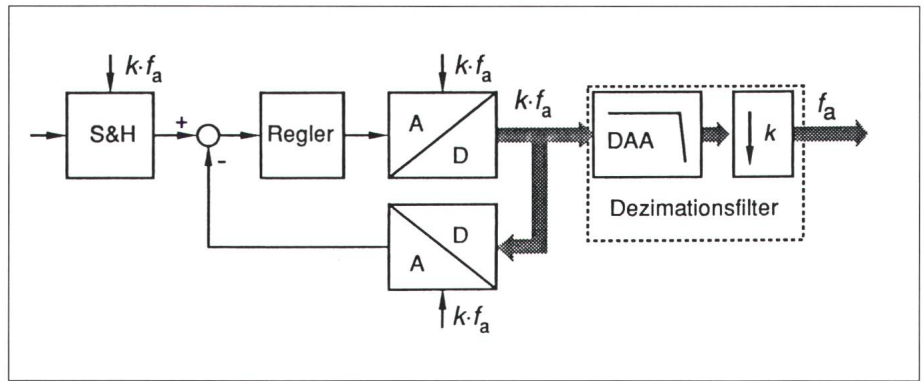 k·fa
k·fa
k·fa
fa
S&H
+
-
Regler
A
D
DAA
k
Dezimationsfilter
D
A
k·fa